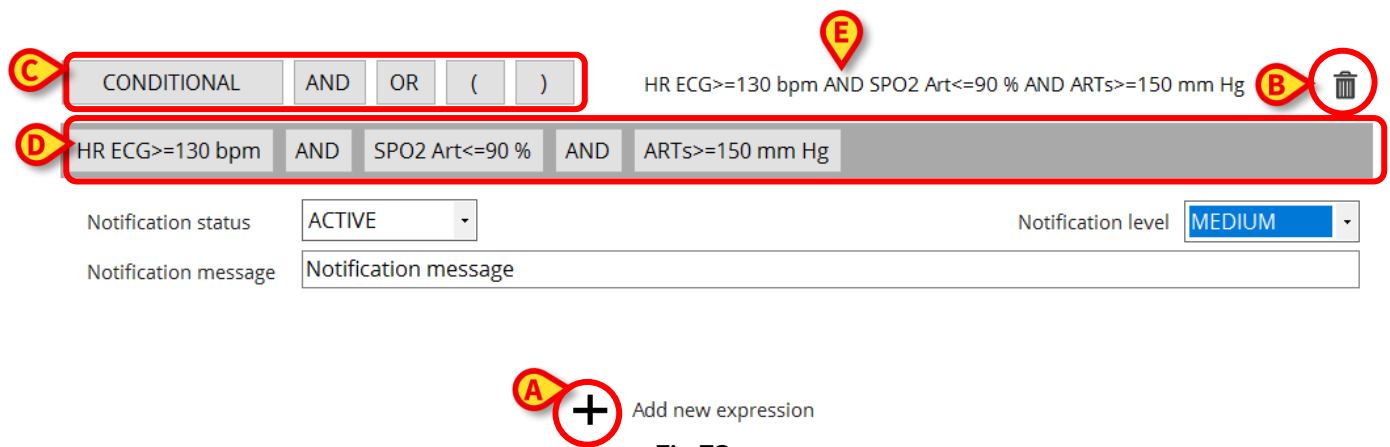 E
C CONDITIONAL AND OR ( ) HR ECG>=130 bpm AND SPO2 Art<=90 % AND ARTs>=150 mm Hg B
D HR ECG>=130 bpm AND SPO2 Art<=90 % AND ARTs>=150 mm Hg
Notification status ACTIVE Notification level MEDIUM
Notification message Notification message
A Add new expression